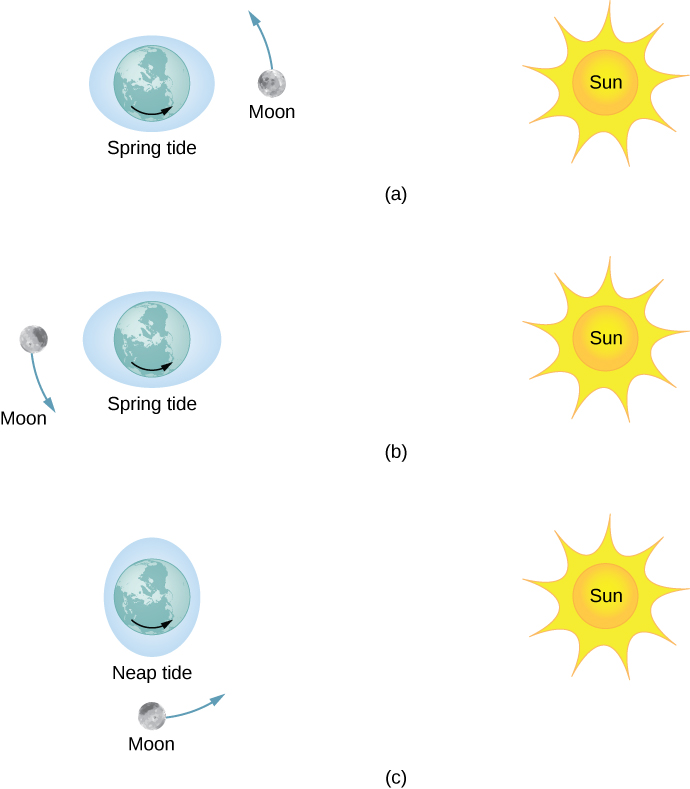 Sun
Moon
Spring tide
(a)
Sun
Moon
Spring tide
(b)
Sun
Neap tide
Moon
(c)